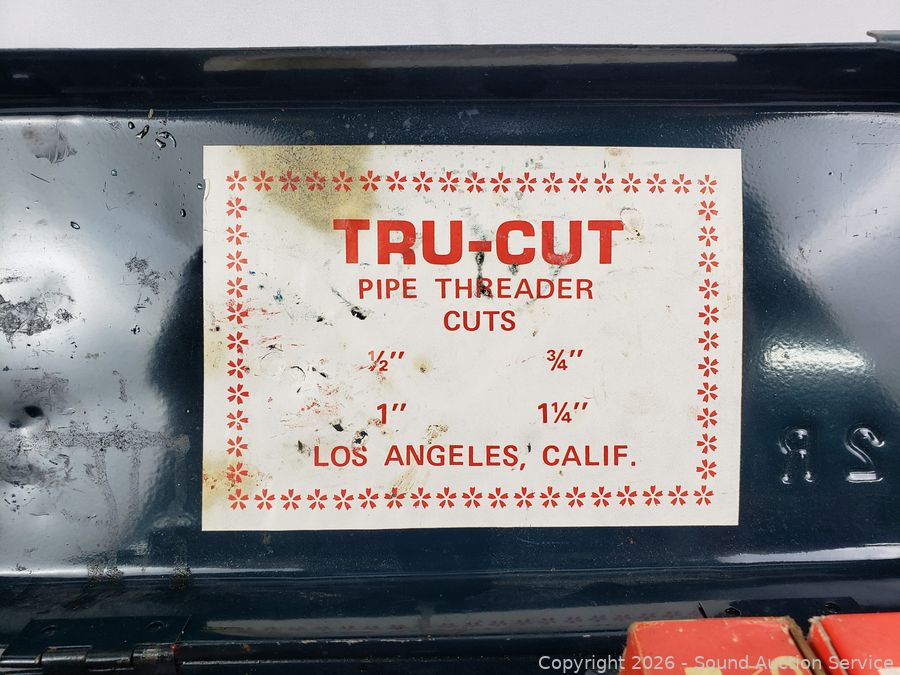 TRU-CUT
PIPE THREADER
CUTS
½″ ¾″
1″ 1¼″
LOS ANGELES, CALIF.
Copyright 2026 - Sound Auction Service